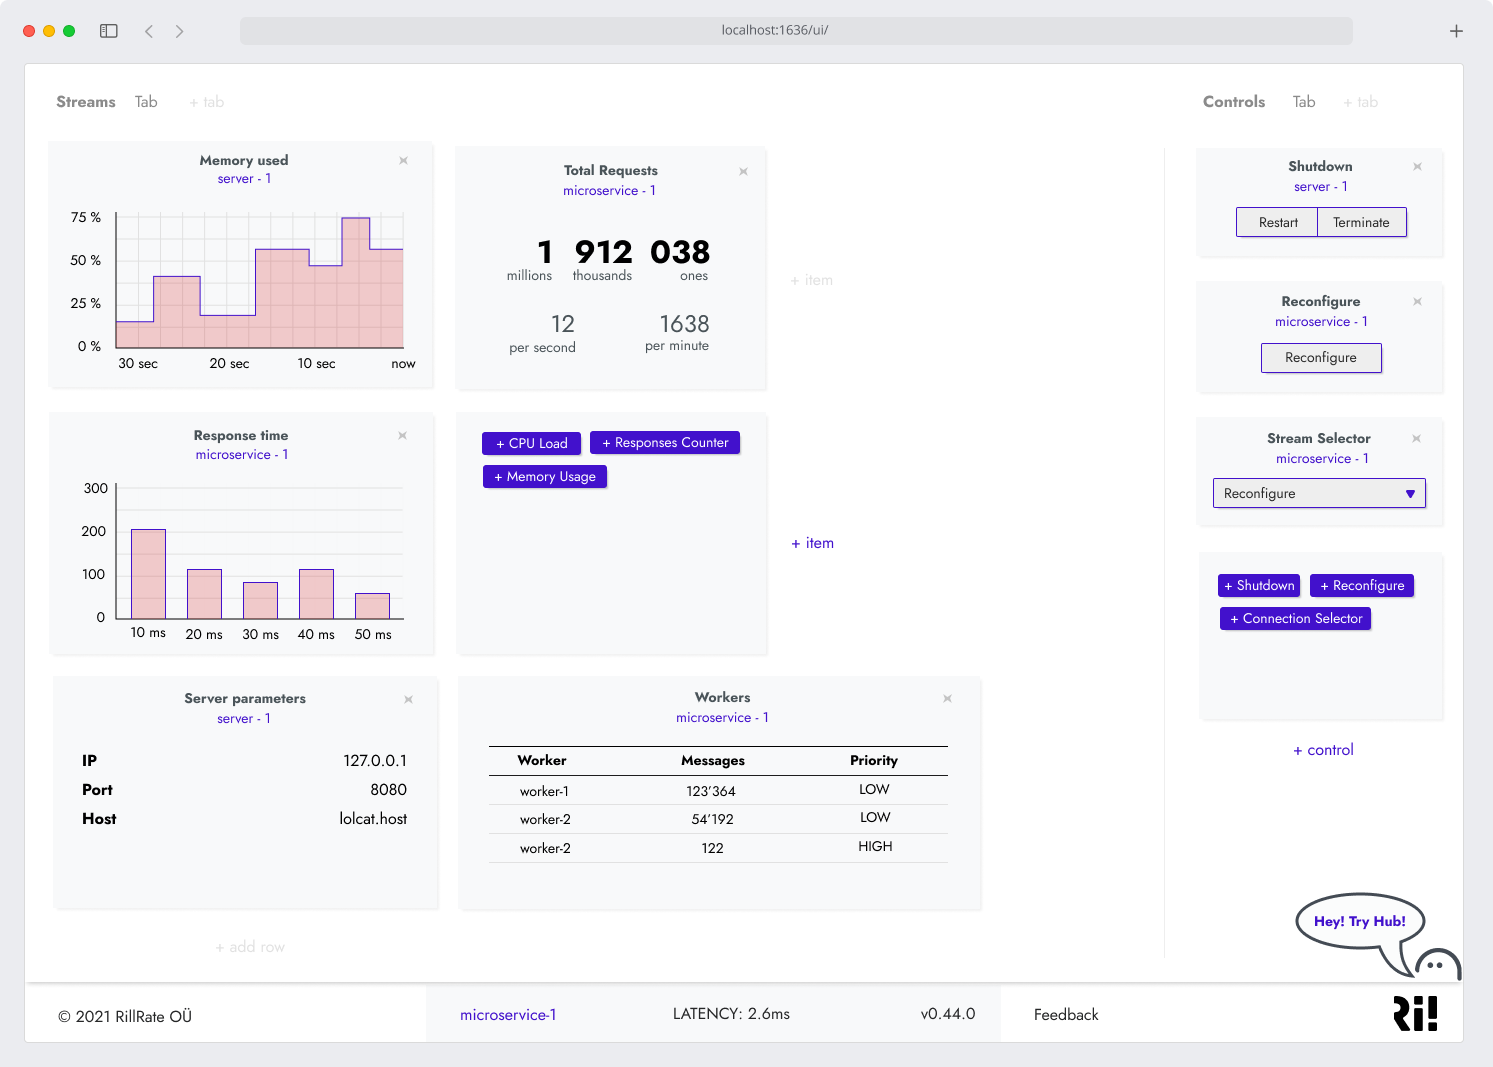 localhost:1636/ui/
Streams Tab + tab
Controls Tab + tab
Memory used
server - 1
75 %
50 %
25 %
0 %
30 sec 20 sec 10 sec now
Total Requests
microservice - 1
1 912 038
millions thousands ones
12 1638
per second per minute
+ item
Response time
microservice - 1
300
200
100
0
10 ms 20 ms 30 ms 40 ms 50 ms
+ CPU Load + Responses Counter
+ Memory Usage
+ item
Server parameters
server - 1
IP 127.0.0.1
Port 8080
Host lolcat.host
Workers
microservice - 1
Worker Messages Priority
worker-1 123’364 LOW
worker-2 54’192 LOW
worker-2 122 HIGH
+ add row
Shutdown
server - 1
Restart Terminate
Reconfigure
microservice - 1
Reconfigure
Stream Selector
microservice - 1
Reconfigure
+ Shutdown + Reconfigure
+ Connection Selector
+ control
Hey! Try Hub!
© 2021 RillRate OÜ microservice-1 LATENCY: 2.6ms v0.44.0 Feedback
Ri!